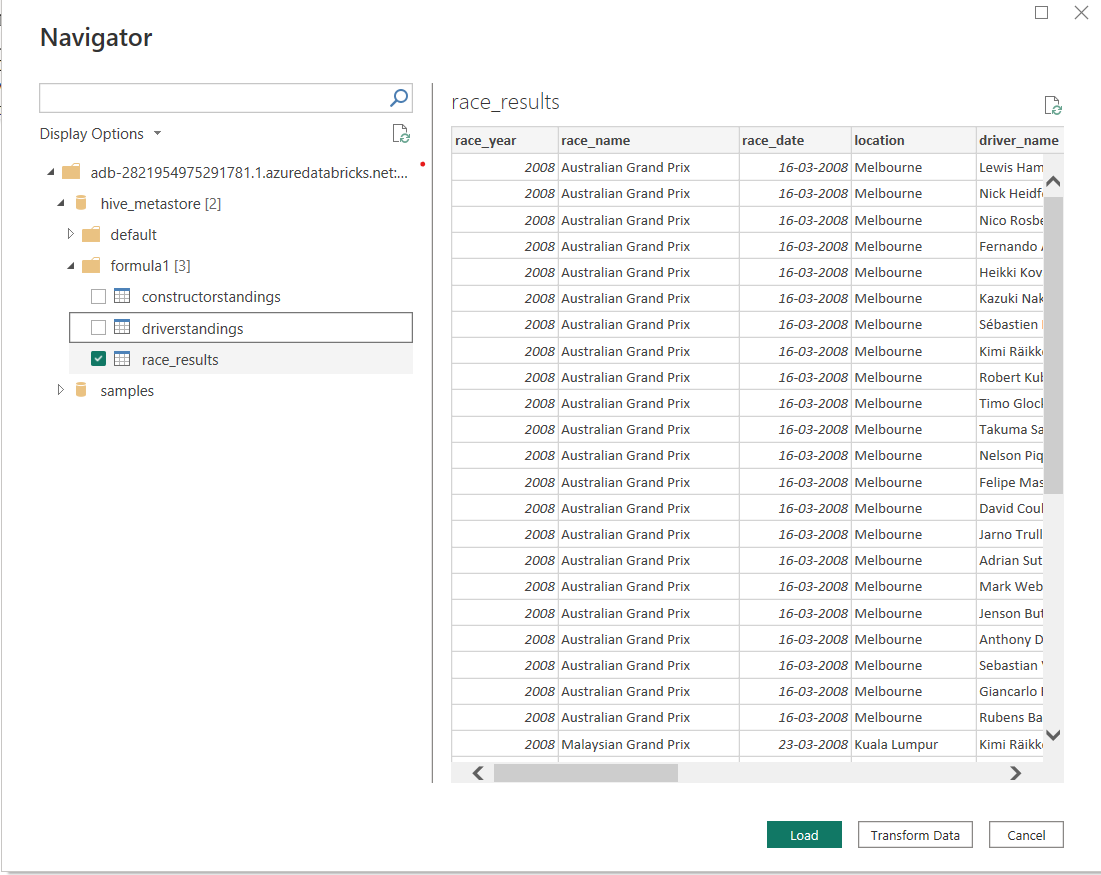 Navigator
Display Options
adb-2821954975291781.1.azuredatabricks.net:...
hive_metastore [2]
default
formula1 [3]
constructorstandings
driverstandings
race_results
samples
race_results
race_year race_name race_date location driver_name
2008 Australian Grand Prix 16-03-2008 Melbourne Lewis Ham
2008 Australian Grand Prix 16-03-2008 Melbourne Nick Heidf
2008 Australian Grand Prix 16-03-2008 Melbourne Nico Rosbe
2008 Australian Grand Prix 16-03-2008 Melbourne Fernando A
2008 Australian Grand Prix 16-03-2008 Melbourne Heikki Kov
2008 Australian Grand Prix 16-03-2008 Melbourne Kazuki Nak
2008 Australian Grand Prix 16-03-2008 Melbourne Sébastien
2008 Australian Grand Prix 16-03-2008 Melbourne Kimi Räikk
2008 Australian Grand Prix 16-03-2008 Melbourne Robert Kub
2008 Australian Grand Prix 16-03-2008 Melbourne Timo Glock
2008 Australian Grand Prix 16-03-2008 Melbourne Takuma Sa
2008 Australian Grand Prix 16-03-2008 Melbourne Nelson Piq
2008 Australian Grand Prix 16-03-2008 Melbourne Felipe Mas
2008 Australian Grand Prix 16-03-2008 Melbourne David Coul
2008 Australian Grand Prix 16-03-2008 Melbourne Jarno Trull
2008 Australian Grand Prix 16-03-2008 Melbourne Adrian Sut
2008 Australian Grand Prix 16-03-2008 Melbourne Mark Web
2008 Australian Grand Prix 16-03-2008 Melbourne Jenson But
2008 Australian Grand Prix 16-03-2008 Melbourne Anthony D
2008 Australian Grand Prix 16-03-2008 Melbourne Sebastian
2008 Australian Grand Prix 16-03-2008 Melbourne Giancarlo
2008 Australian Grand Prix 16-03-2008 Melbourne Rubens Ba
2008 Malaysian Grand Prix 23-03-2008 Kuala Lumpur Kimi Räikk
Load Transform Data Cancel